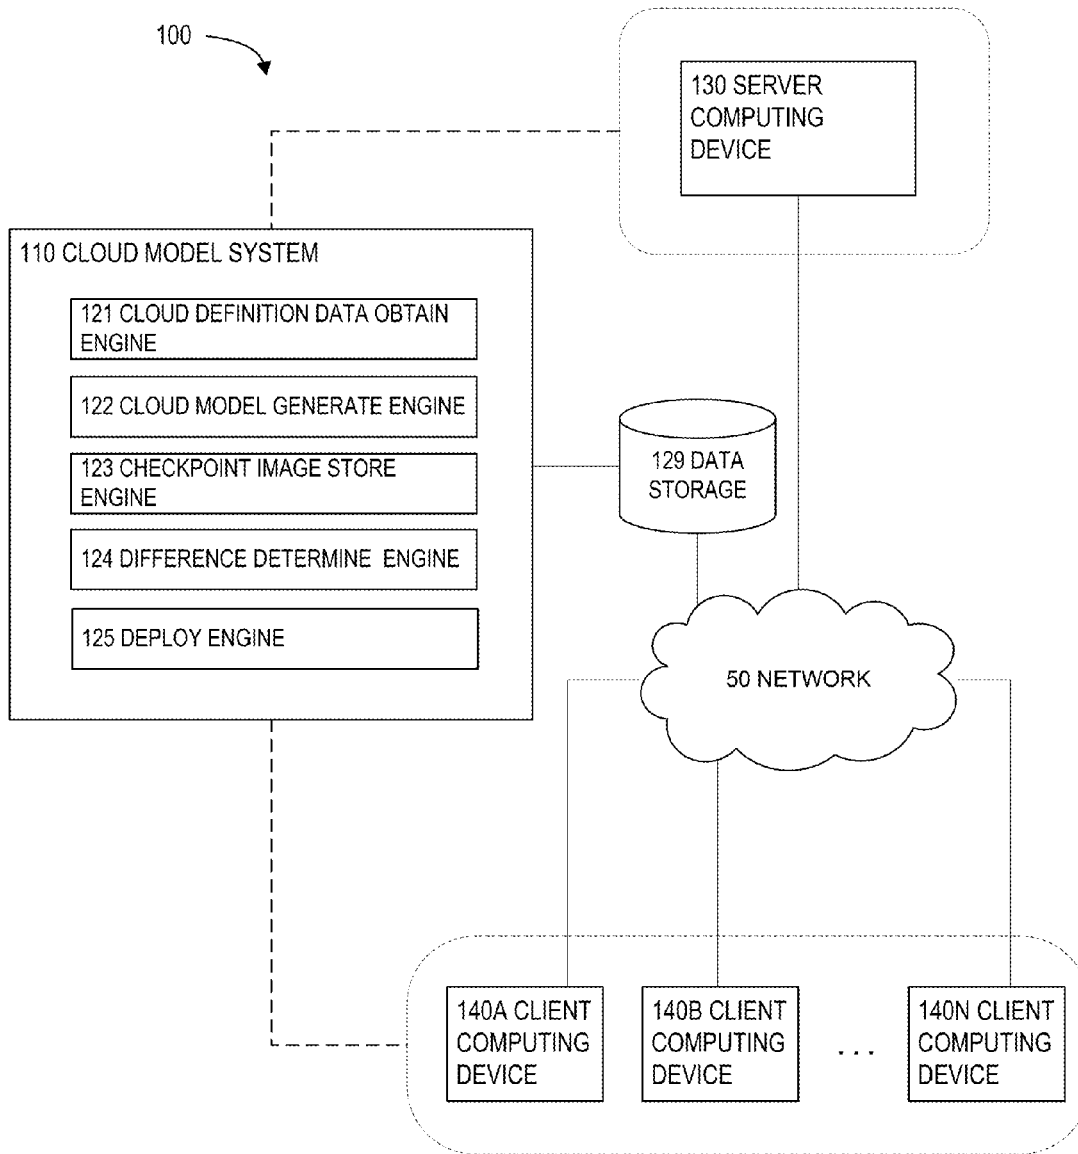 100
130 SERVER
COMPUTING
DEVICE
110 CLOUD MODEL SYSTEM
121 CLOUD DEFINITION DATA OBTAIN
ENGINE
122 CLOUD MODEL GENERATE ENGINE
123 CHECKPOINT IMAGE STORE
ENGINE
124 DIFFERENCE DETERMINE ENGINE
125 DEPLOY ENGINE
129 DATA
STORAGE
50 NETWORK
140A CLIENT
COMPUTING
DEVICE
140B CLIENT
COMPUTING
DEVICE
. . .
140N CLIENT
COMPUTING
DEVICE